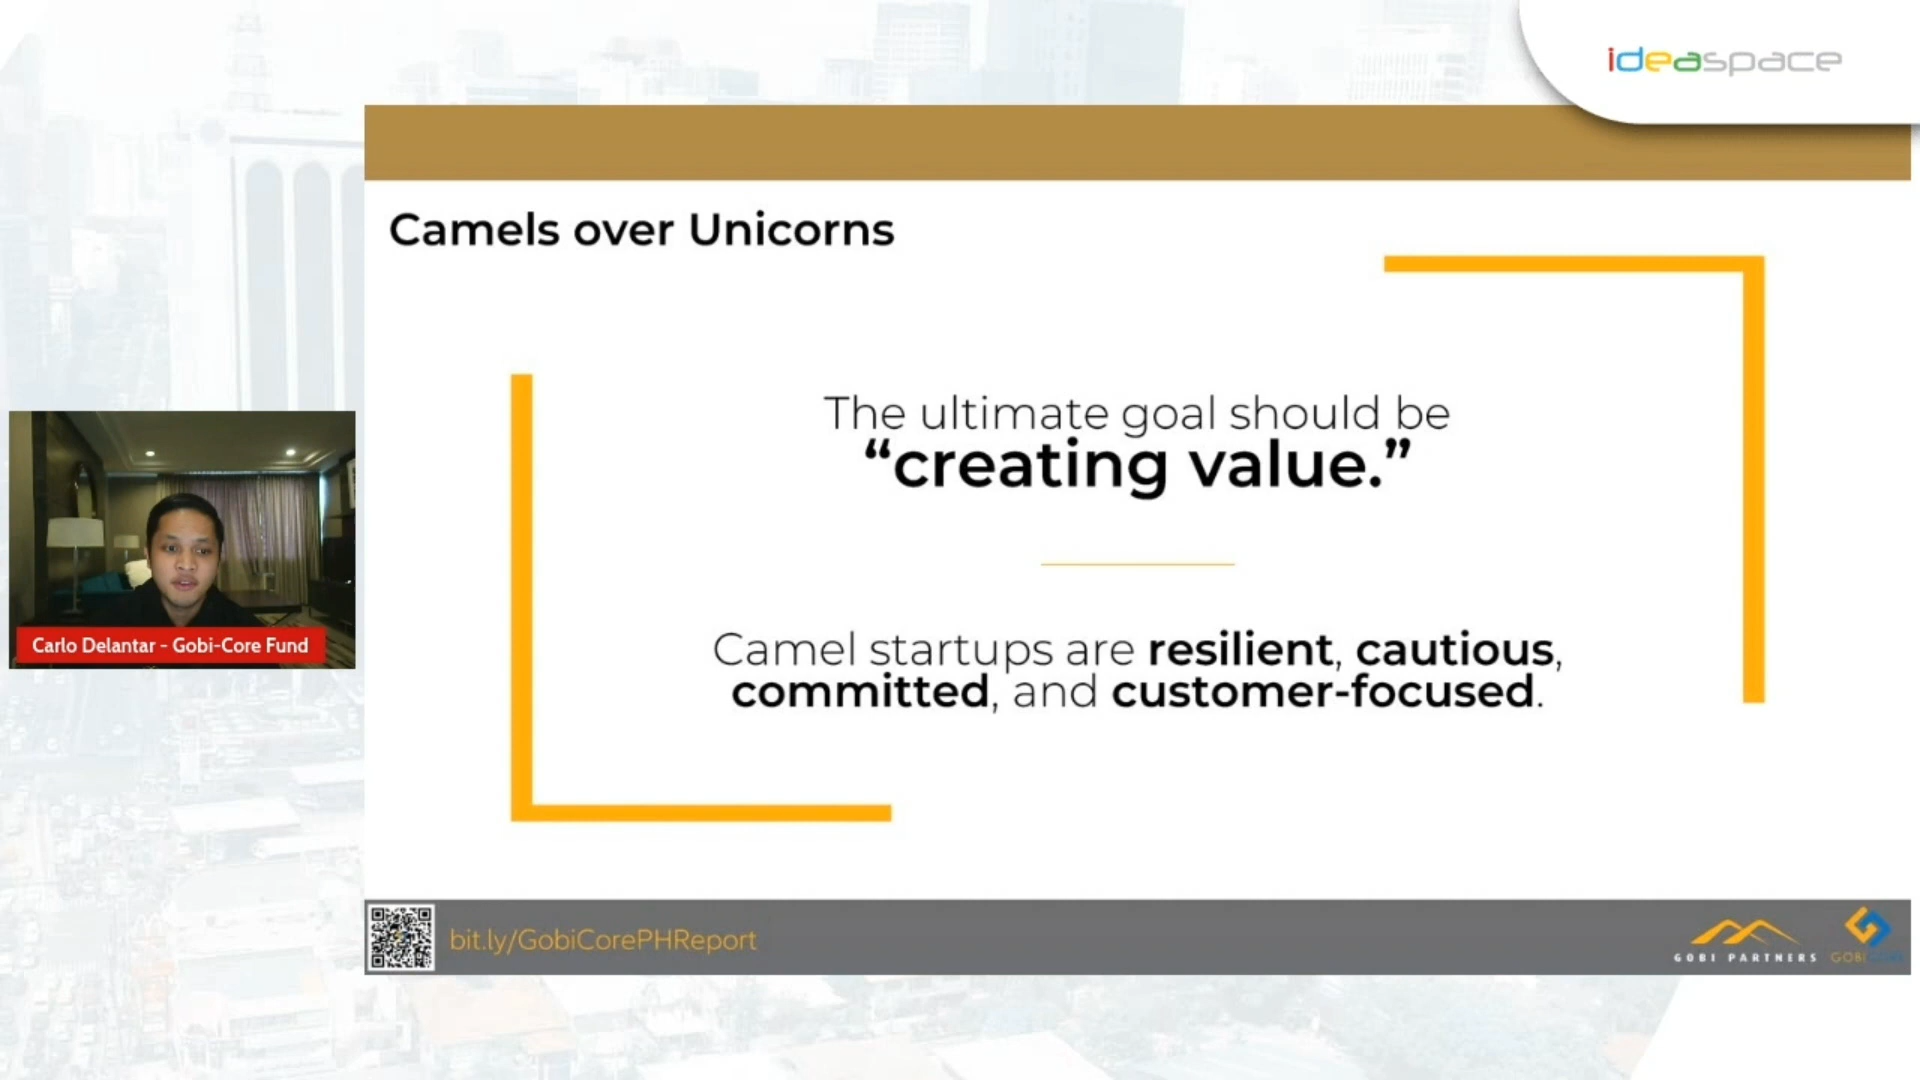 ideaspace
Camels over Unicorns
The ultimate goal should be
“creating value.”
Camel startups are resilient, cautious,
committed, and customer-focused.
Carlo Delantar - Gobi-Core Fund
bit.ly/GobiCorePHReport
GOBI PARTNERS
GOBI